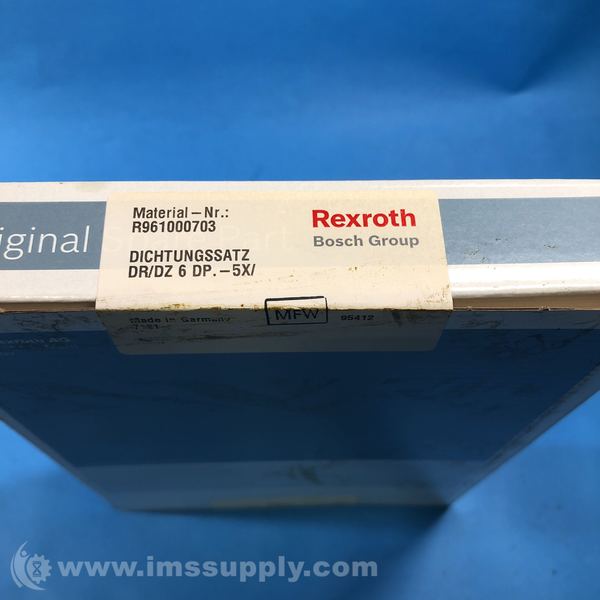 Material-Nr.:
R961000703
DICHTUNGSSATZ
DR/DZ 6 DP.-5X/
Rexroth
Bosch Group
iginal
Made in Germany
MFW
95412
www.imssupply.com